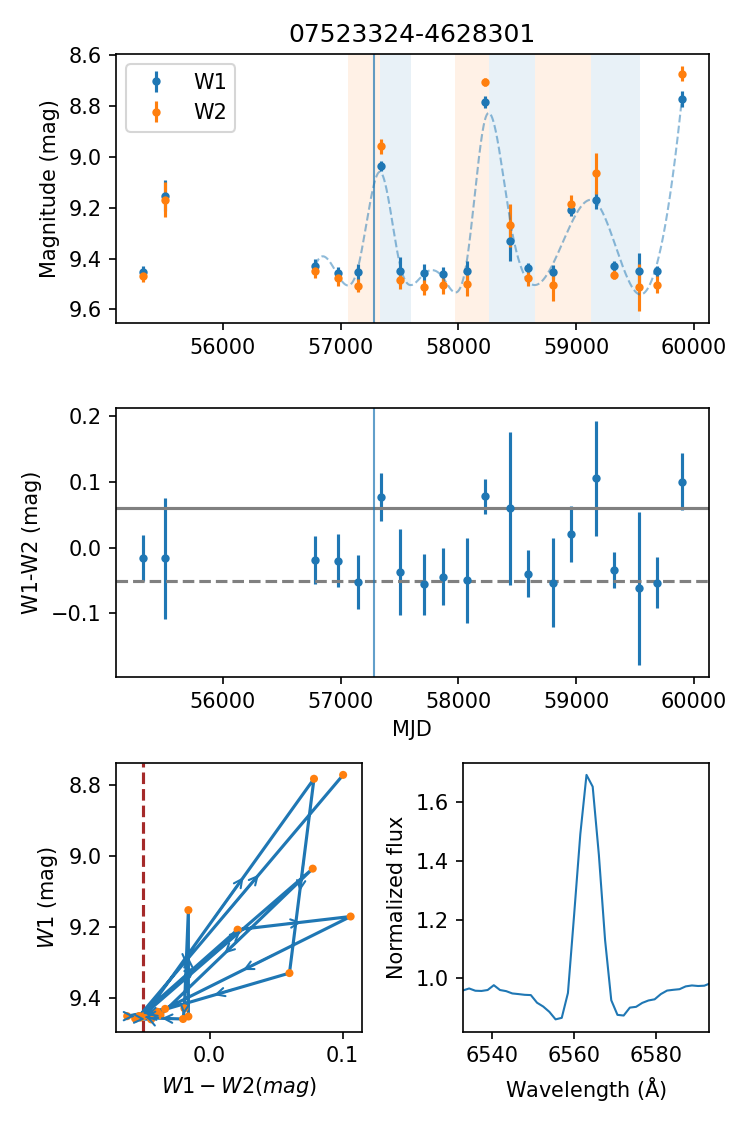 07523324-4628301
W1
W2
Magnitude (mag)
8.6
8.8
9.0
9.2
9.4
9.6
56000 57000 58000 59000 60000
W1-W2 (mag)
0.2
0.1
0.0
−0.1
56000 57000 58000 59000 60000
MJD
W1 (mag)
8.8
9.0
9.2
9.4
0.0 0.1
W1 − W2(mag)
Normalized flux
1.6
1.4
1.2
1.0
6540 6560 6580
Wavelength (Å)